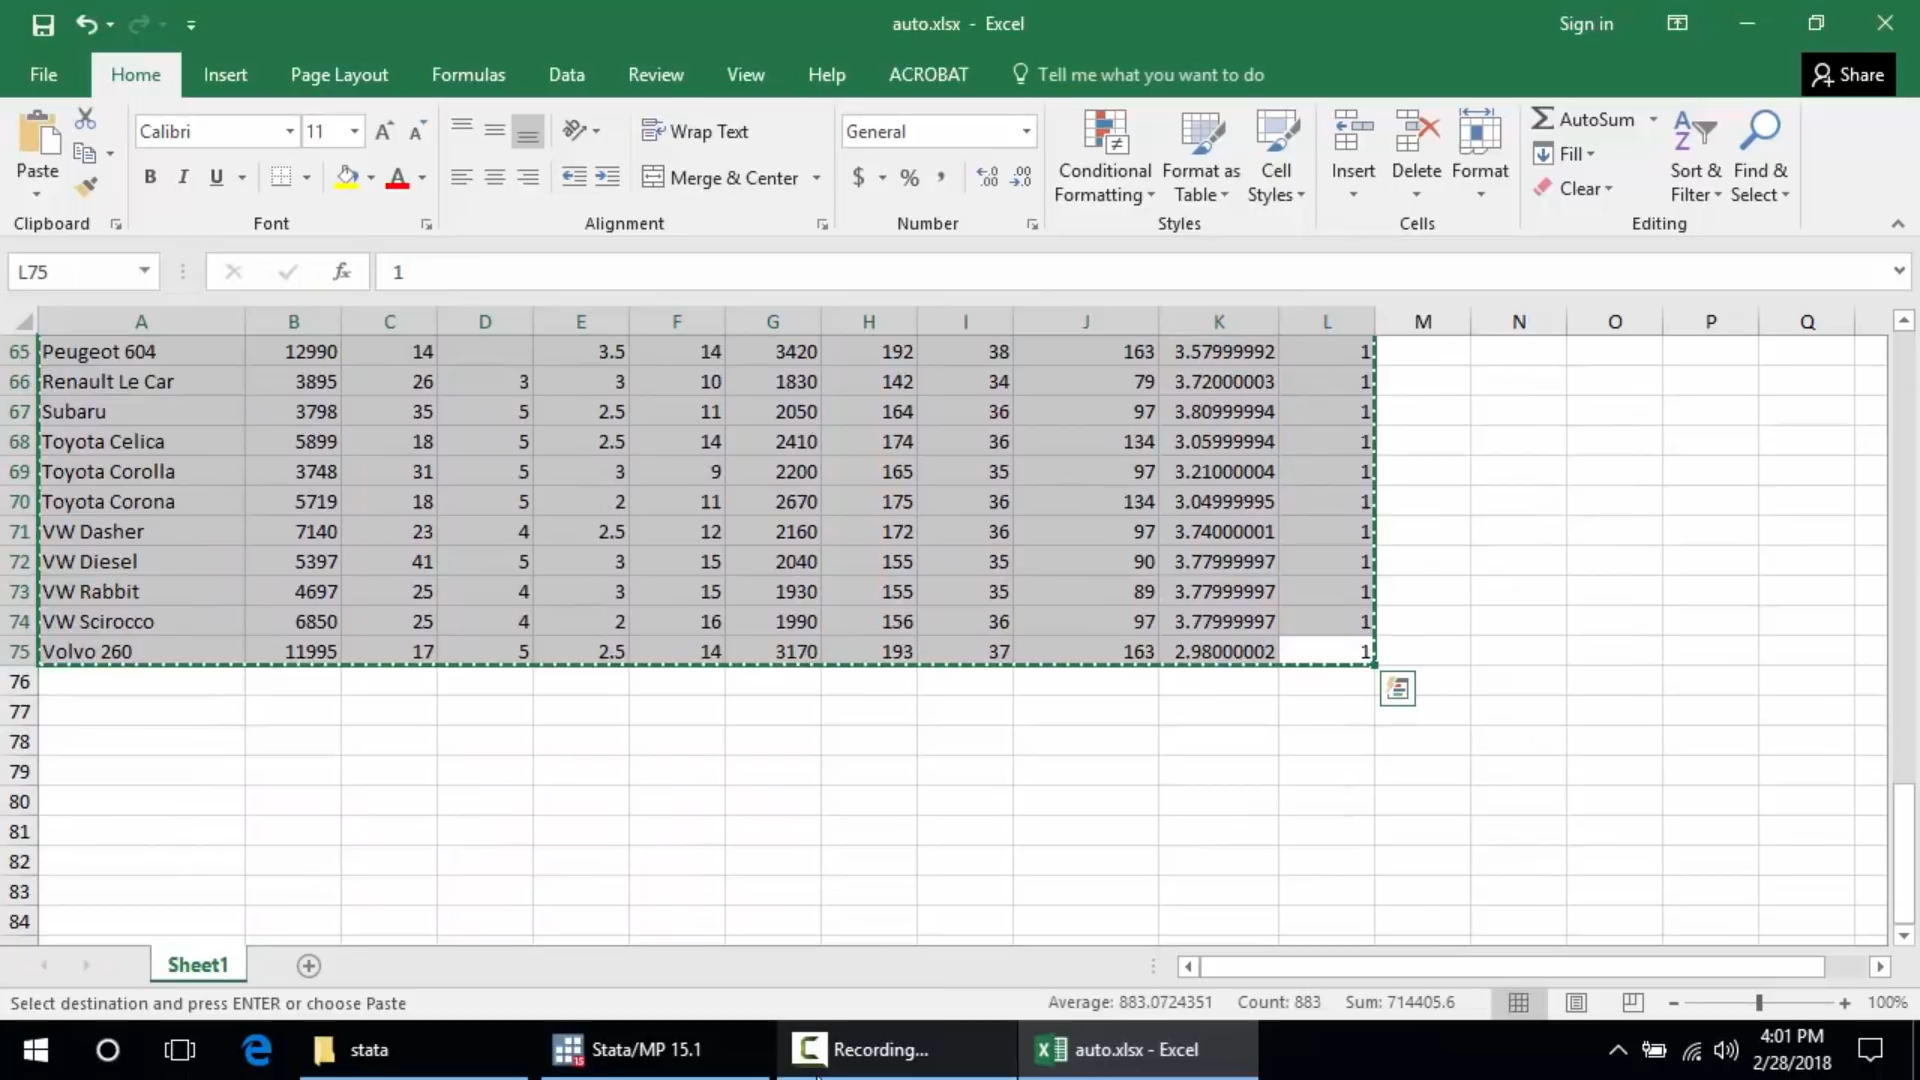 auto.xlsx - Excel
Sign in
File Home Insert Page Layout Formulas Data Review View Help ACROBAT Tell me what you want to do Share
Paste
Clipboard
Calibri 11
B I U A
Font
Wrap Text
Merge & Center
Alignment
General
$ % ,
Number
Conditional Formatting
Format as Table
Cell Styles
Styles
Insert Delete Format
Cells
AutoSum
Fill
Clear
Sort & Filter
Find & Select
Editing
L75 fx 1
A B C D E F G H I J K L M N O P Q
65 Peugeot 604 12990 14 3.5 14 3420 192 38 163 3.57999992 1
66 Renault Le Car 3895 26 3 3 10 1830 142 34 79 3.72000003 1
67 Subaru 3798 35 5 2.5 11 2050 164 36 97 3.80999994 1
68 Toyota Celica 5899 18 5 2.5 14 2410 174 36 134 3.05999994 1
69 Toyota Corolla 3748 31 5 3 9 2200 165 35 97 3.21000004 1
70 Toyota Corona 5719 18 5 2 11 2670 175 36 134 3.04999995 1
71 VW Dasher 7140 23 4 2.5 12 2160 172 36 97 3.74000001 1
72 VW Diesel 5397 41 5 3 15 2040 155 35 90 3.77999997 1
73 VW Rabbit 4697 25 4 3 15 1930 155 35 89 3.77999997 1
74 VW Scirocco 6850 25 4 2 16 1990 156 36 97 3.77999997 1
75 Volvo 260 11995 17 5 2.5 14 3170 193 37 163 2.98000002 1
76
77
78
79
80
81
82
83
84
Sheet1
Select destination and press ENTER or choose Paste Average: 883.0724351 Count: 883 Sum: 714405.6 100%
stata Stata/MP 15.1 Recording... auto.xlsx - Excel 4:01 PM
2/28/2018